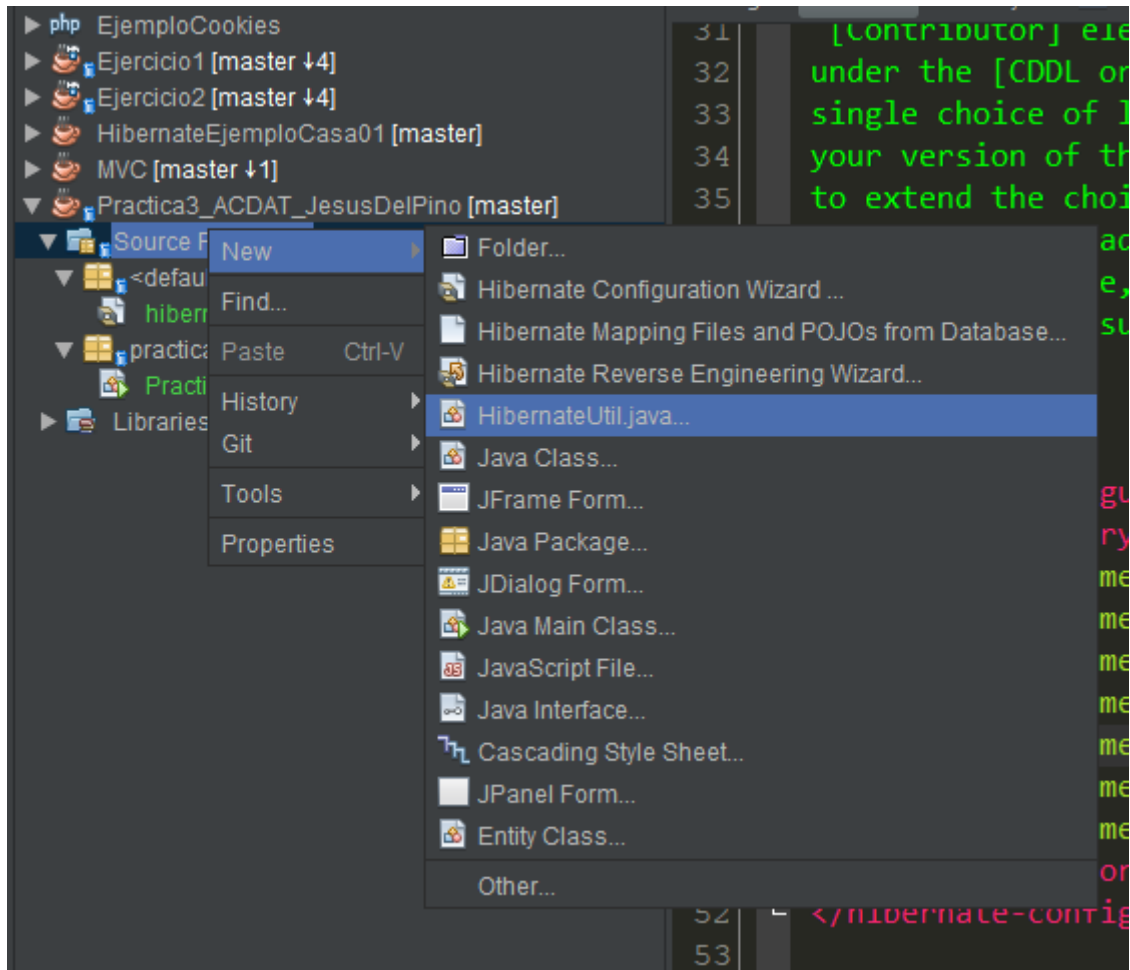 php EjemploCookies
Ejercicio1 [master ↓4]
Ejercicio2 [master ↓4]
HibernateEjemploCasa01 [master]
MVC [master ↓1]
Practica3_ACDAT_JesusDelPino [master]
Source
New
Find...
Paste Ctrl-V
History
Git
Tools
Properties
Libraries
Folder...
Hibernate Configuration Wizard ...
Hibernate Mapping Files and POJOs from Database...
Hibernate Reverse Engineering Wizard...
HibernateUtil.java...
Java Class...
JFrame Form...
Java Package...
JDialog Form...
Java Main Class...
JavaScript File...
Java Interface...
Cascading Style Sheet...
JPanel Form...
Entity Class...
Other...
31 [Contributor] ele
32 under the [CDDL or
33 single choice of
34 your version of th
35 to extend the choi
52 </hibernate-config
53